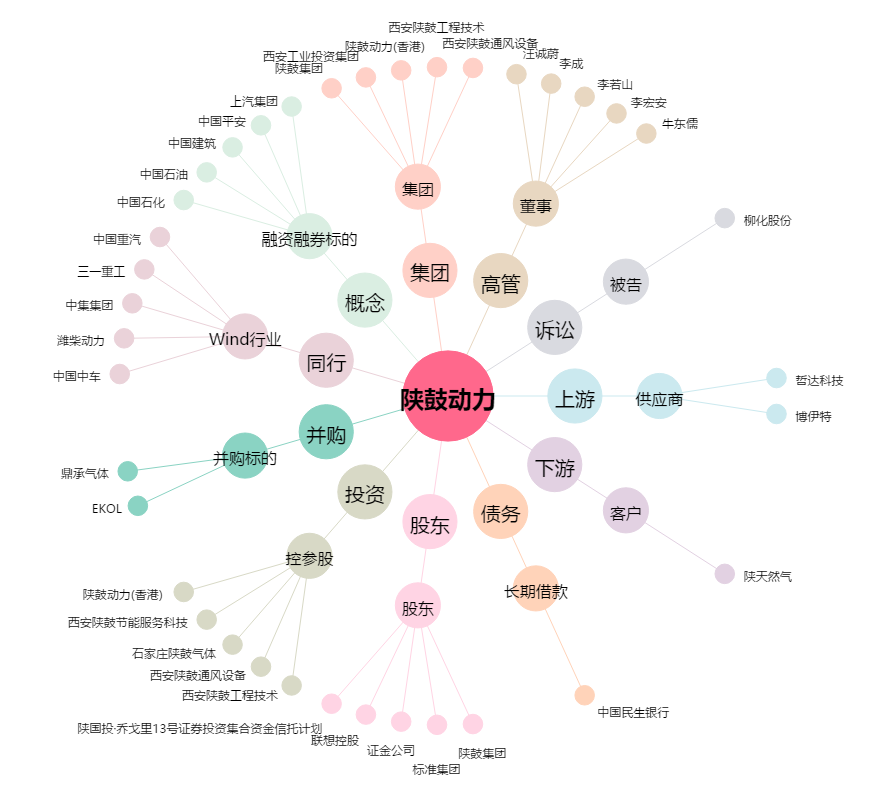 西安陕鼓工程技术
陕鼓动力(香港)
西安陕鼓通风设备
西安工业投资集团
汪诚蔚
陕鼓集团
李成
李若山
上汽集团
李宏安
中国平安
牛东儒
中国建筑
中国石油
集团
中国石化
董事
柳化股份
中国重汽
融资融券标的
三一重工
集团
高管
被告
中集集团
概念
诉讼
潍柴动力
Wind行业
同行
中国中车
哲达科技
陕鼓动力
上游
供应商
博伊特
并购
鼎承气体
并购标的
下游
EKOL
投资
债务
客户
股东
控参股
陕天然气
陕鼓动力(香港)
长期借款
西安陕鼓节能服务科技
股东
石家庄陕鼓气体
西安陕鼓通风设备
西安陕鼓工程技术
中国民生银行
陕国投·乔戈里13号证券投资集合资金信托计划
联想控股
证金公司
陕鼓集团
标准集团